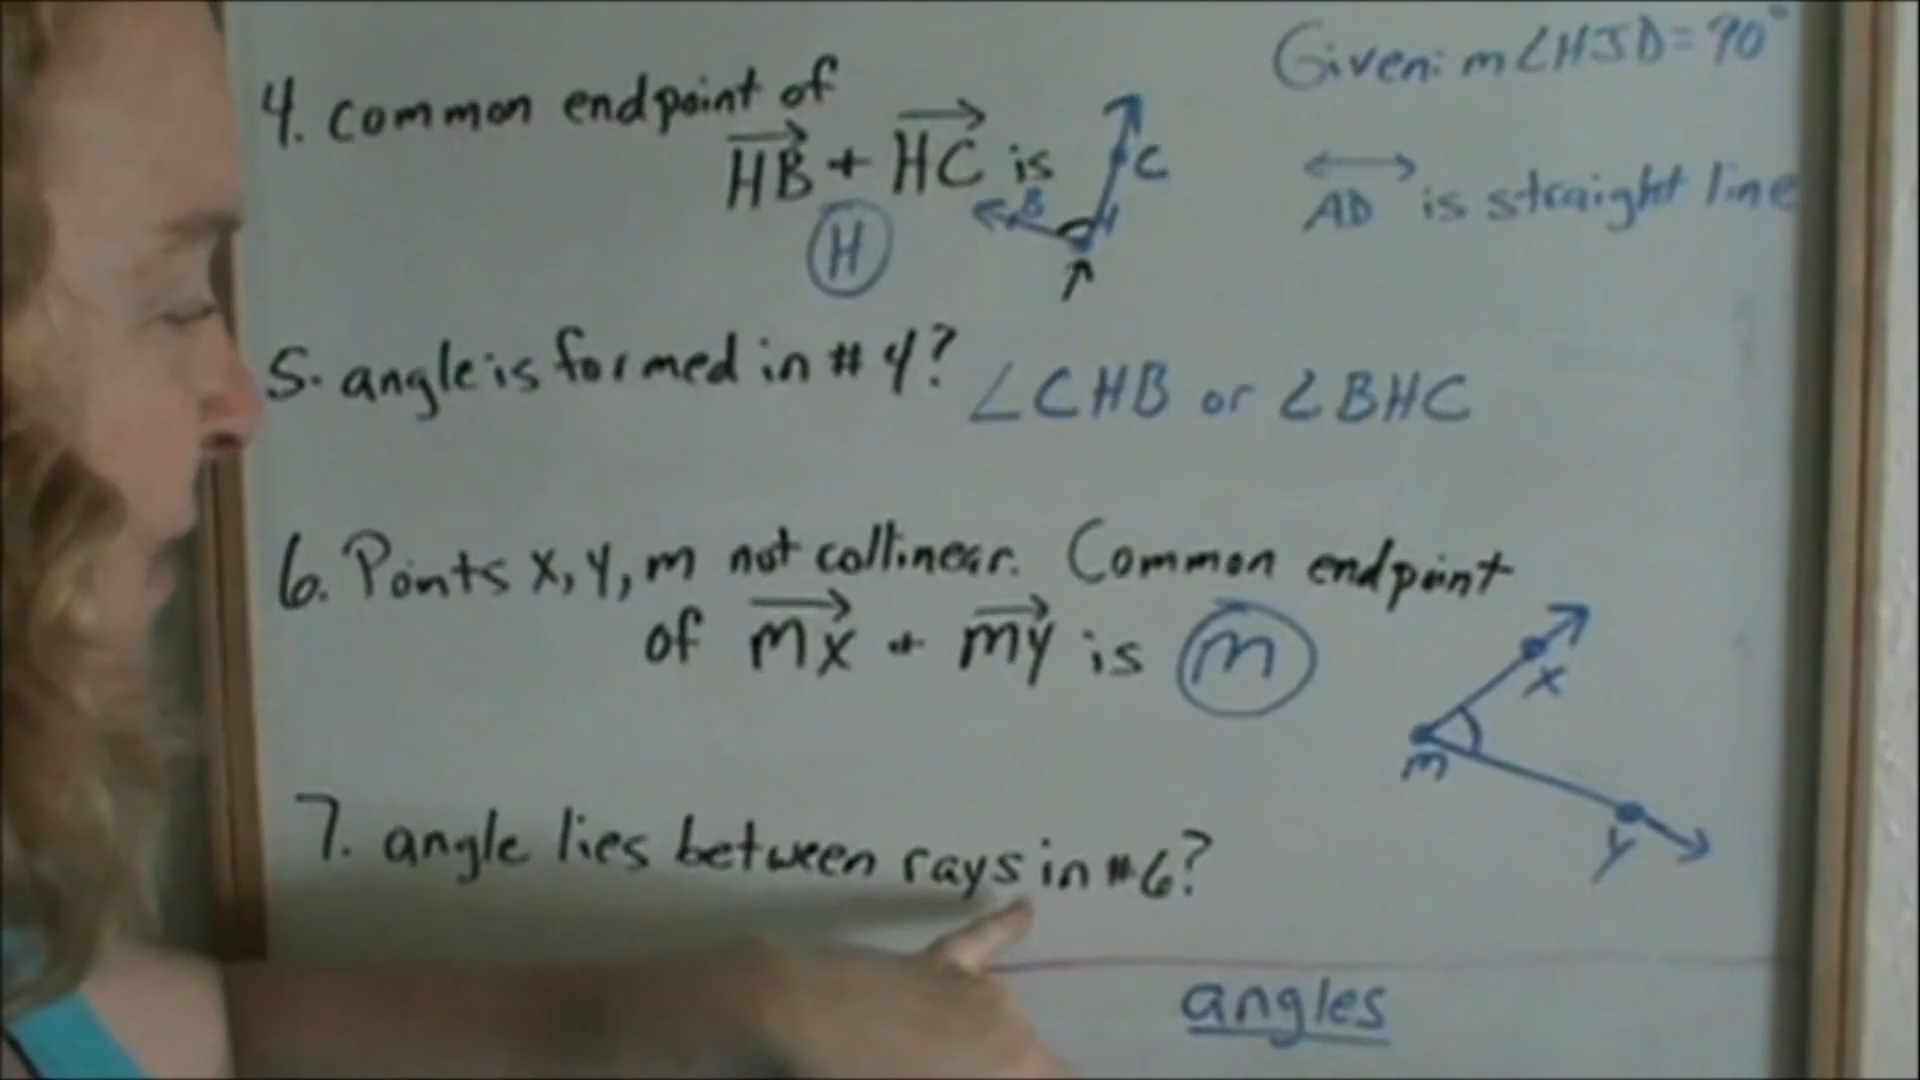 Given: m∠HJD = 90°
4. common endpoint of
HB + HC is
C
AD is straight line
B
H
H
5. angle is formed in # 4?
∠CHB or ∠BHC
6. Points x, y, m not collinear. Common endpoint
of mx + my is m
x
m
7. angle lies between rays in #6?
y
angles